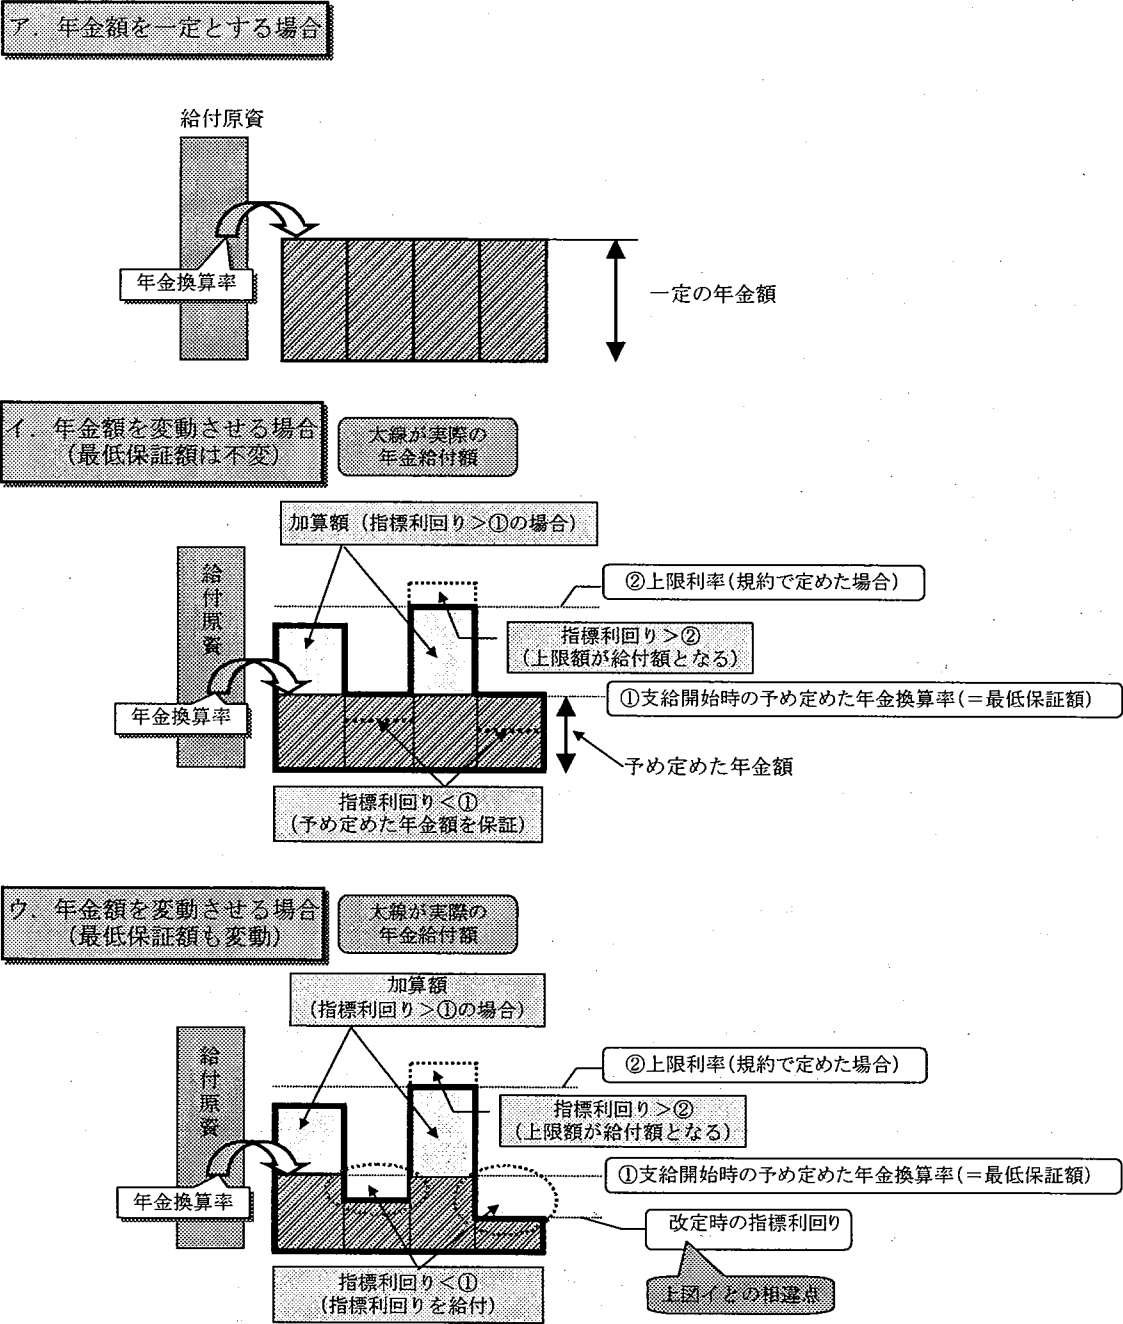 ア．年金額を一定とする場合
給付原資
年金換算率
一定の年金額
イ．年金額を変動させる場合
（最低保証額は不変）
太線が実際の
年金給付額
加算額（指標利回り＞①の場合）
給付原資
②上限利率（規約で定めた場合）
指標利回り＞②
（上限額が給付額となる）
①支給開始時の予め定めた年金換算率（＝最低保証額）
年金換算率
予め定めた年金額
指標利回り＜①
（予め定めた年金額を保証）
ウ．年金額を変動させる場合
（最低保証額も変動）
太線が実際の
年金給付額
加算額
（指標利回り＞①の場合）
給付原資
②上限利率（規約で定めた場合）
指標利回り＞②
（上限額が給付額となる）
①支給開始時の予め定めた年金換算率（＝最低保証額）
年金換算率
改定時の指標利回り
指標利回り＜①
（指標利回りを給付）
上図イとの相違点